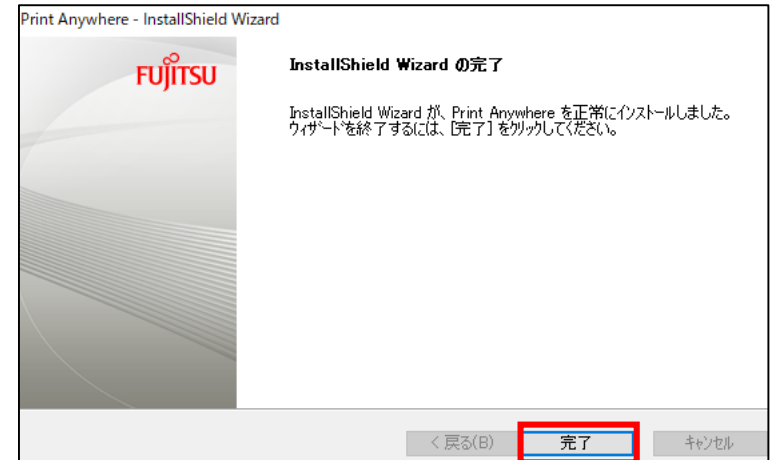 Print Anywhere - InstallShield Wizard
FUJITSU
InstallShield Wizard の完了
InstallShield Wizard が、Print Anywhere を正常にインストールしました。
ウィザードを終了するには、[完了] をクリックしてください。
< 戻る(B)
完了
キャンセル